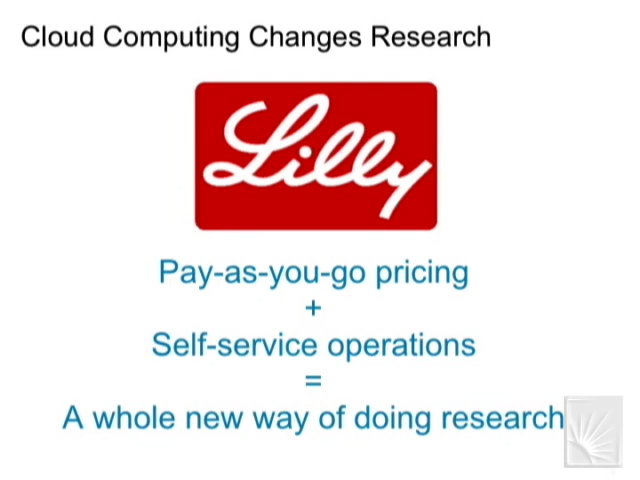 Cloud Computing Changes Research
Lilly
Pay-as-you-go pricing
+
Self-service operations
=
A whole new way of doing research